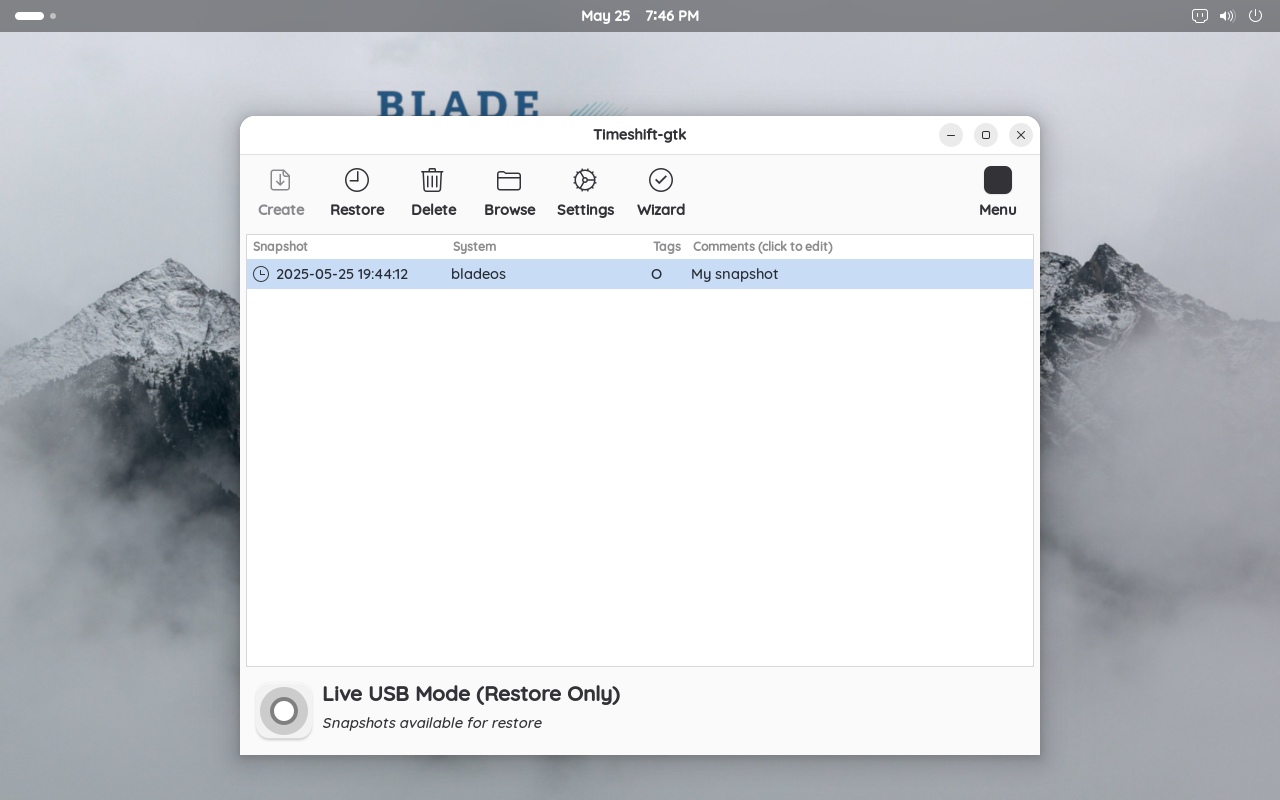 May 25 7:46 PM
BLADE
Timeshift-gtk
Create Restore Delete Browse Settings Wizard Menu
Snapshot System Tags Comments (click to edit)
2025-05-25 19:44:12 bladeos O My snapshot
Live USB Mode (Restore Only)
Snapshots available for restore